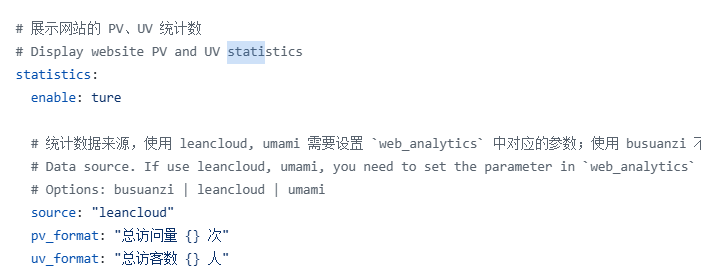 # 展示网站的 PV、UV 统计数
# Display website PV and UV statistics
statistics:
enable: ture
# 统计数据来源，使用 leancloud, umami 需要设置 `web_analytics` 中对应的参数；使用 busuanzi
# Data source. If use leancloud, umami, you need to set the parameter in `web_analytics`
# Options: busuanzi | leancloud | umami
source: "leancloud"
pv_format: "总访问量 {} 次"
uv_format: "总访客数 {} 人"